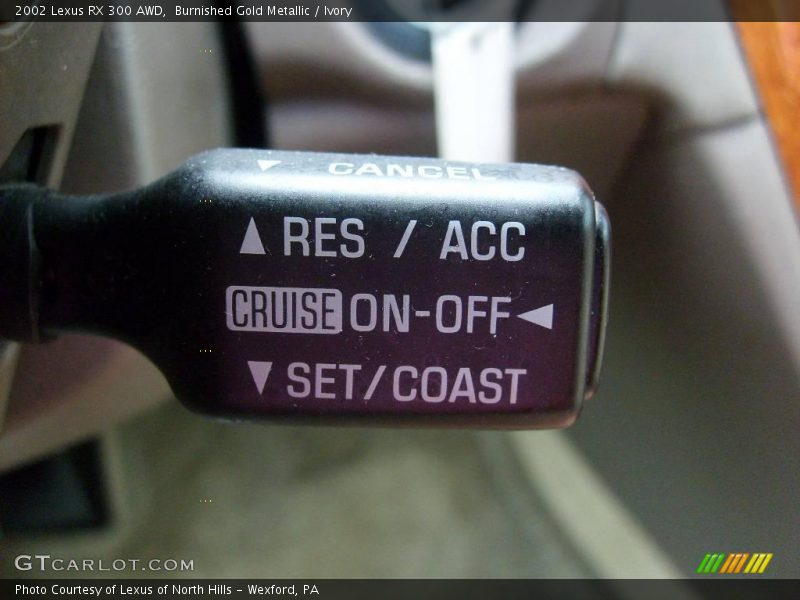 2002 Lexus RX 300 AWD,  Burnished Gold Metallic / Ivory
CANCEL
RES / ACC
CRUISE ON-OFF
SET/COAST
GTCARLOT.COM
Photo Courtesy of Lexus of North Hills - Wexford, PA